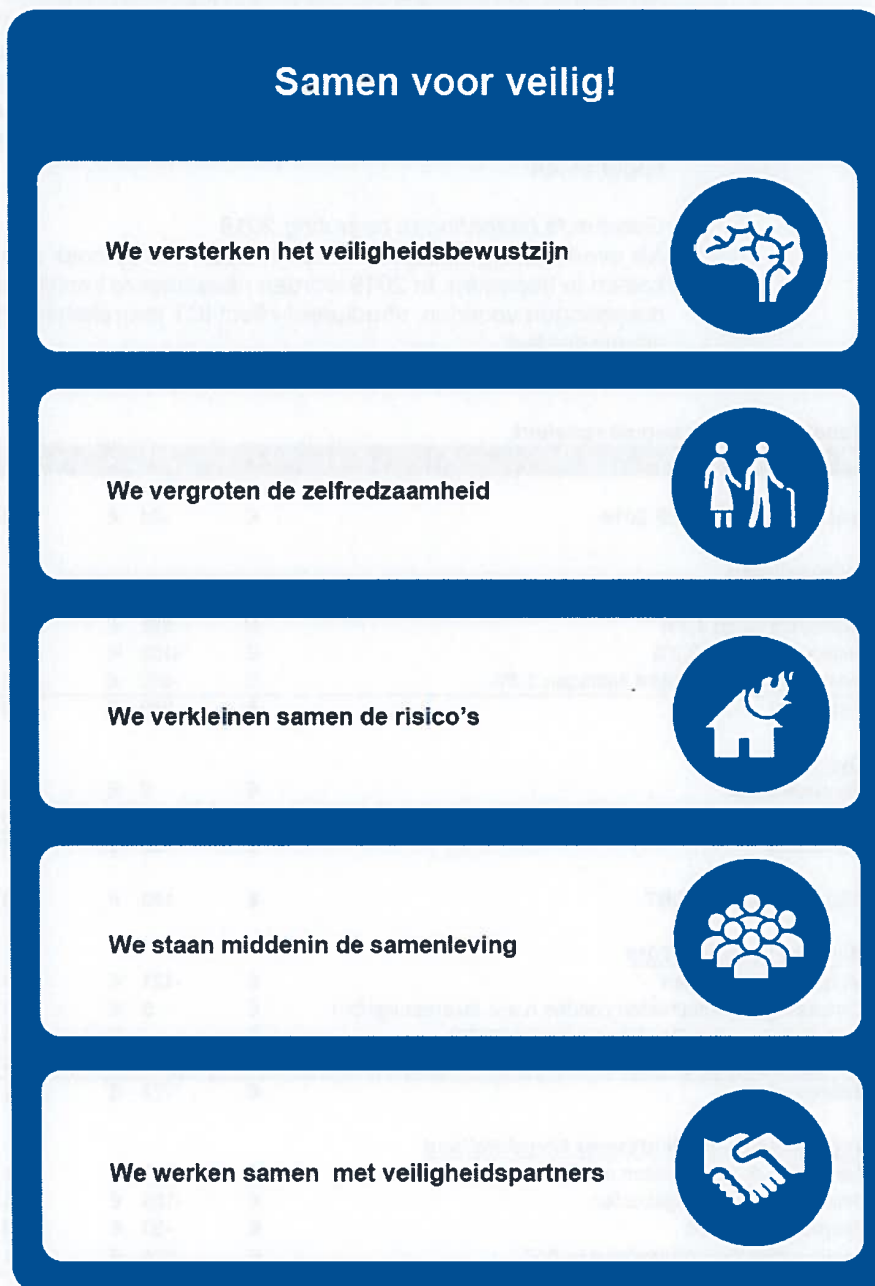 Samen voor veilig!
We versterken het veiligheidsbewustzijn
We vergroten de zelfredzaamheid
We verkleinen samen de risico's
We staan middenin de samenleving
We werken samen met veiligheidspartners